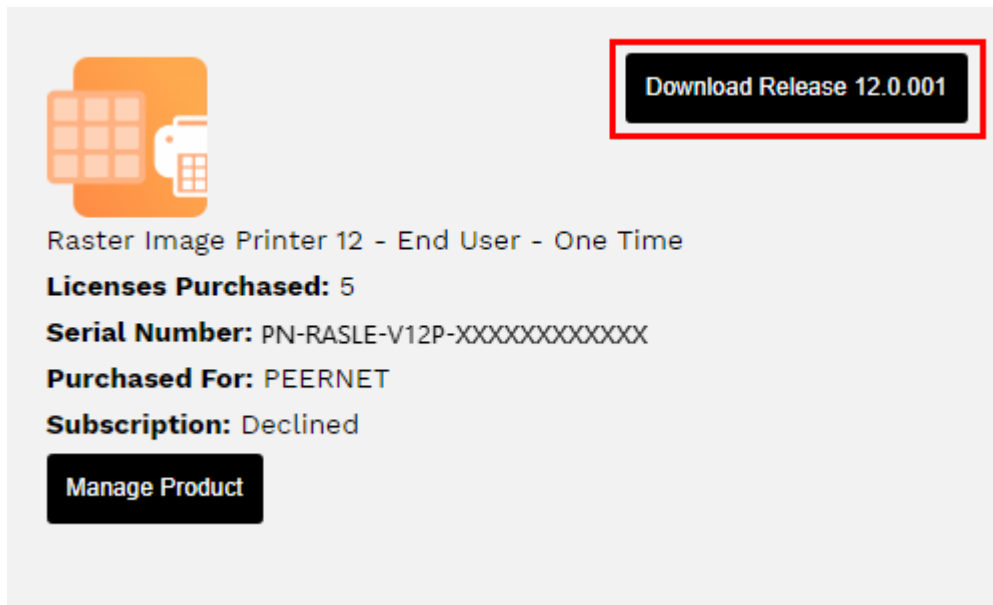 Download Release 12.0.001
Raster Image Printer 12 - End User - One Time
Licenses Purchased: 5
Serial Number: PN-RASLE-V12P-XXXXXXXXXXXX
Purchased For: PEERNET
Subscription: Declined
Manage Product